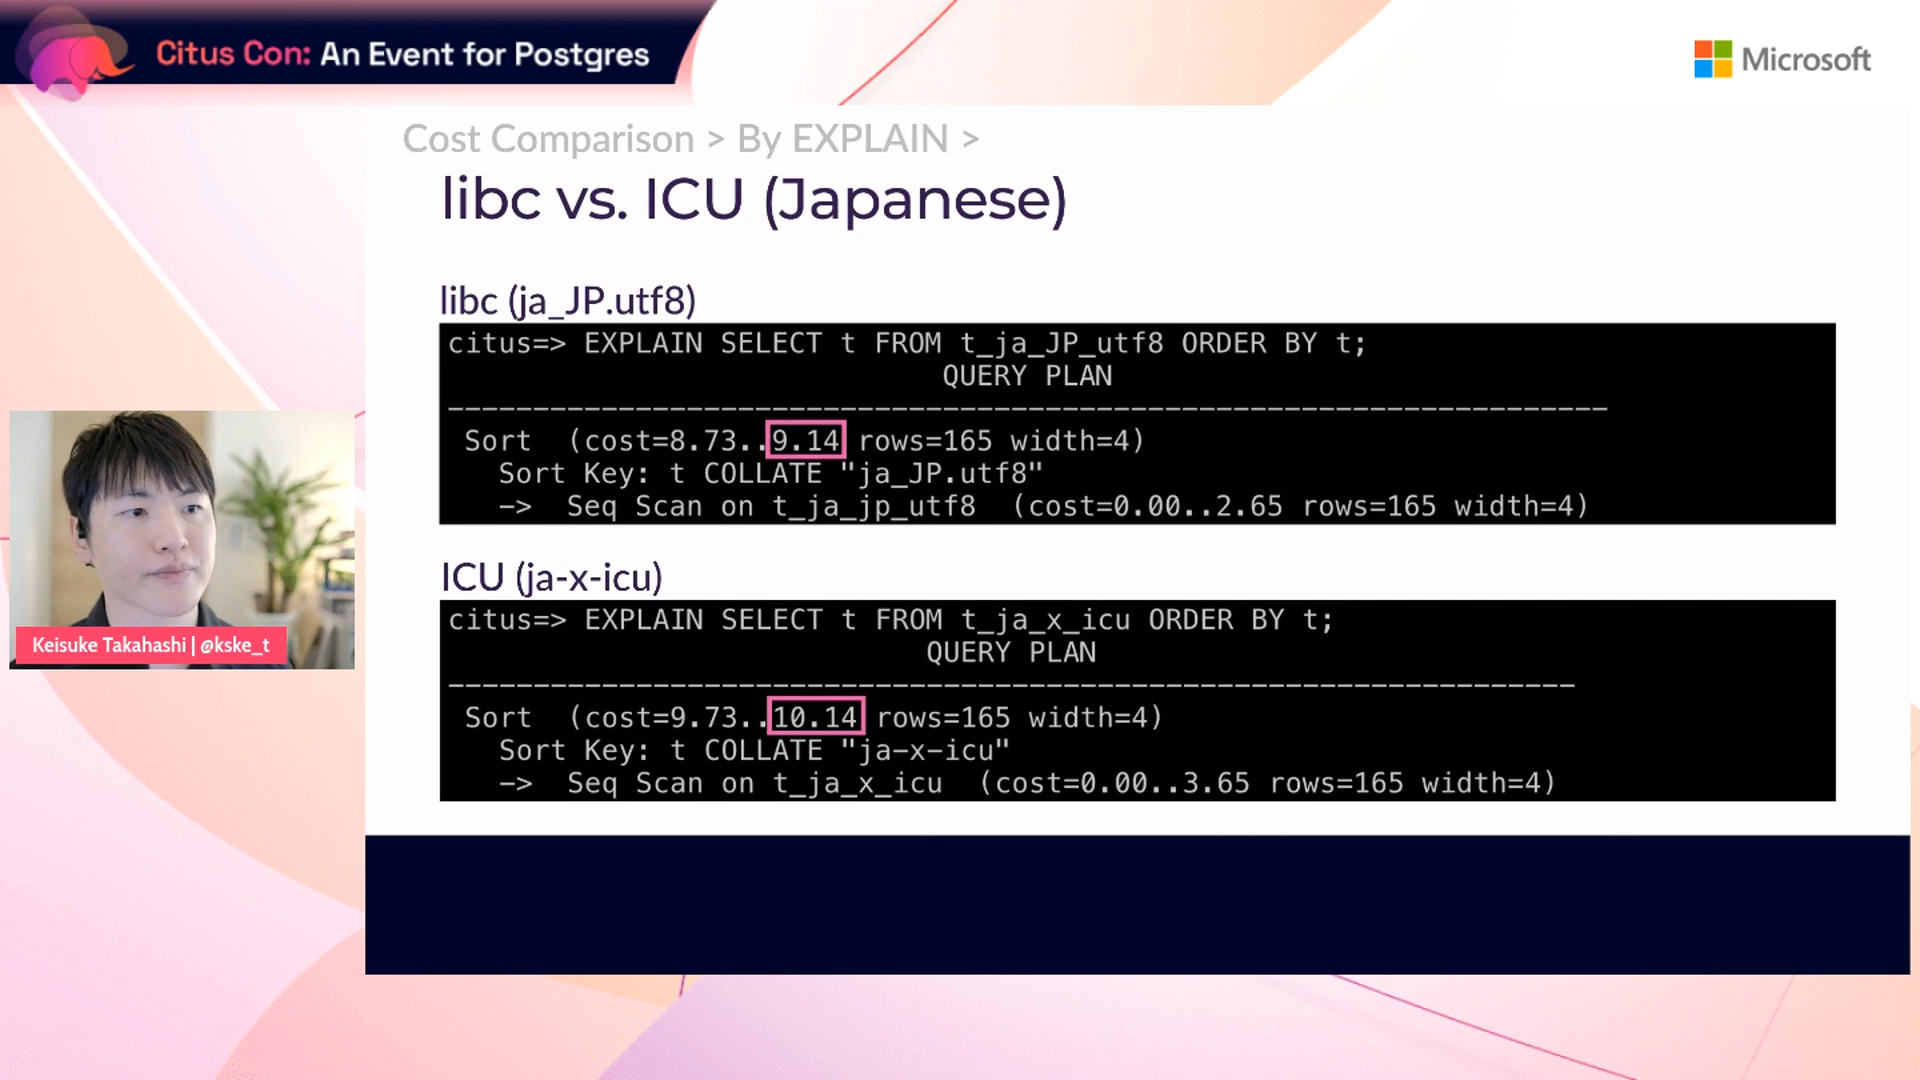 Citus Con: An Event for Postgres
Microsoft
Cost Comparison > By EXPLAIN >
libc vs. ICU (Japanese)
libc (ja_JP.utf8)
citus=> EXPLAIN SELECT t FROM t_ja_JP_utf8 ORDER BY t;
QUERY PLAN
---------------------------------------------------------------------
Sort  (cost=8.73..9.14 rows=165 width=4)
Sort Key: t COLLATE "ja_JP.utf8"
->  Seq Scan on t_ja_jp_utf8  (cost=0.00..2.65 rows=165 width=4)
ICU (ja-x-icu)
citus=> EXPLAIN SELECT t FROM t_ja_x_icu ORDER BY t;
QUERY PLAN
-------------------------------------------------------------------
Sort  (cost=9.73..10.14 rows=165 width=4)
Sort Key: t COLLATE "ja-x-icu"
->  Seq Scan on t_ja_x_icu  (cost=0.00..3.65 rows=165 width=4)
Keisuke Takahashi | @kske_t